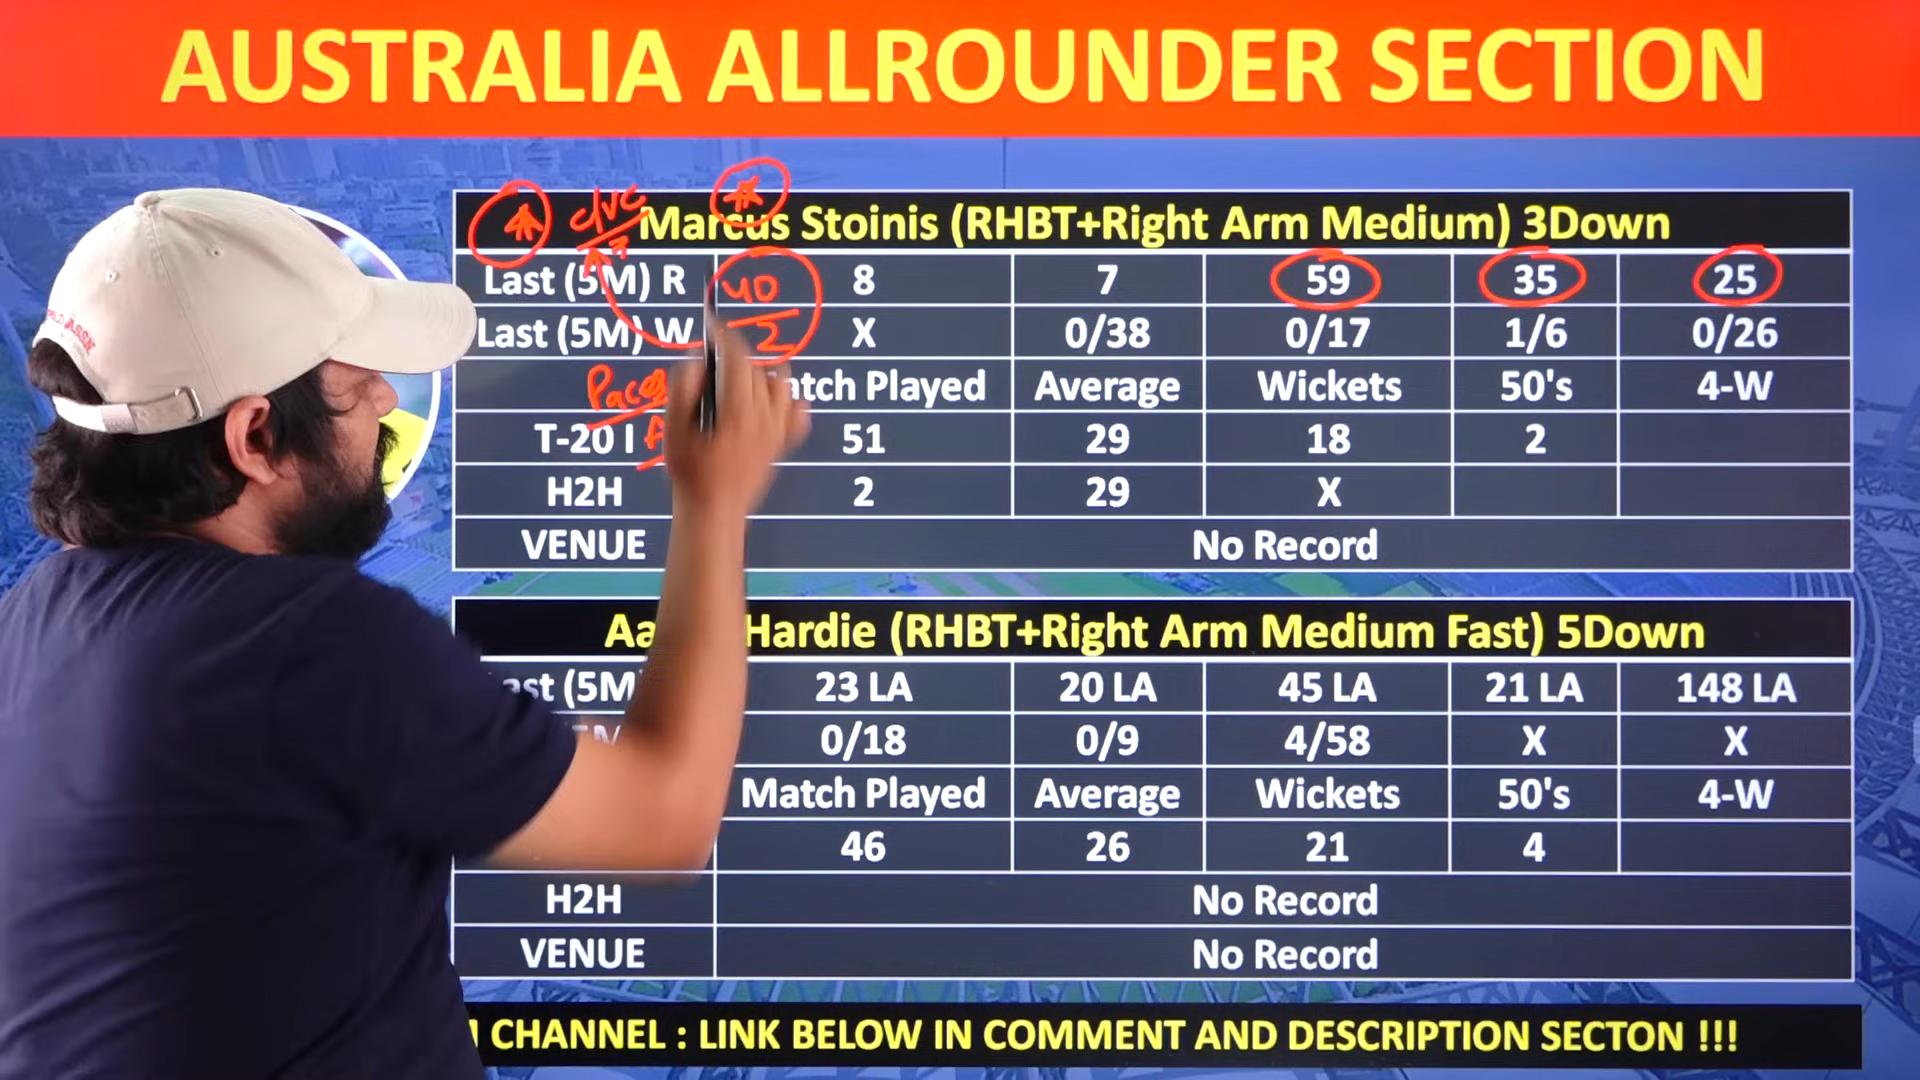 AUSTRALIA ALLROUNDER SECTION
c/vc
Marcus Stoinis (RHBT+Right Arm Medium) 3Down
Last (5M) R 8 7 59 35 25
40
2
Last (5M) W X 0/38 0/17 1/6 0/26
Played Average Wickets 50's 4-W
T-20 I 51 29 18 2
H2H 2 29 X
VENUE No Record
Hardie (RHBT+Right Arm Medium Fast) 5Down
23 LA 20 LA 45 LA 21 LA 148 LA
0/18 0/9 4/58 X X
Match Played Average Wickets 50's 4-W
46 26 21 4
H2H No Record
VENUE No Record
CHANNEL : LINK BELOW IN COMMENT AND DESCRIPTION SECTON !!!